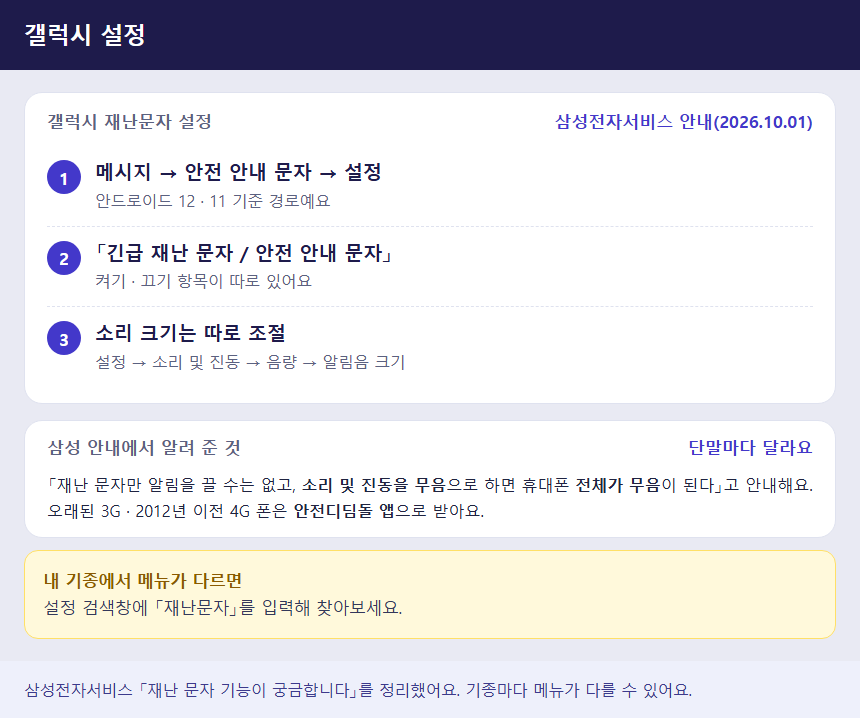 갤럭시 설정
갤럭시 재난문자 설정
삼성전자서비스 안내(2026.10.01)
1
메시지 → 안전 안내 문자 → 설정
안드로이드 12 · 11 기준 경로예요
2
「긴급 재난 문자 / 안전 안내 문자」
켜기 · 끄기 항목이 따로 있어요
3
소리 크기는 따로 조절
설정 → 소리 및 진동 → 음량 → 알림음 크기
삼성 안내에서 알려 준 것
단말마다 달라요
「재난 문자만 알림을 끌 수는 없고, 소리 및 진동을 무음으로 하면 휴대폰 전체가 무음이 된다」고 안내해요.
오래된 3G · 2012년 이전 4G 폰은 안전디딤돌 앱으로 받아요.
내 기종에서 메뉴가 다르면
설정 검색창에 「재난문자」를 입력해 찾아보세요.
삼성전자서비스 「재난 문자 기능이 궁금합니다」를 정리했어요. 기종마다 메뉴가 다를 수 있어요.